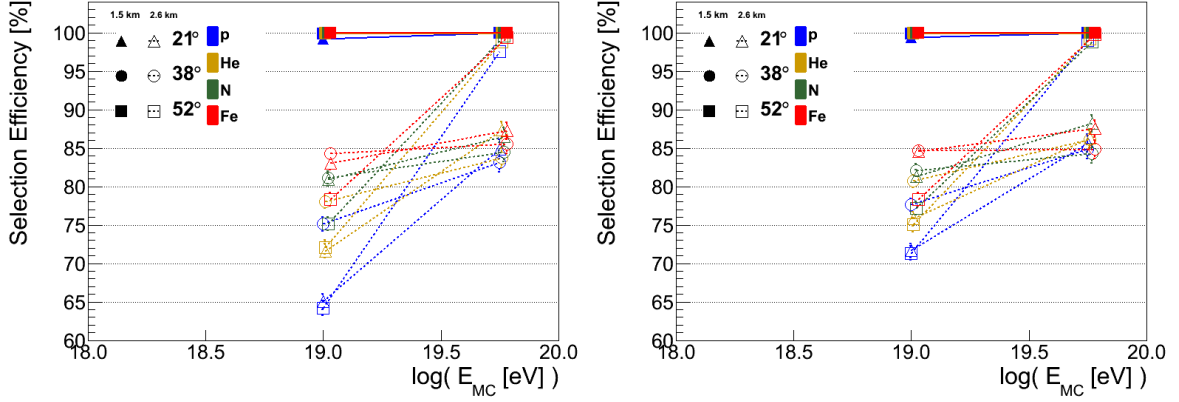 Selection Efficiency [%]
1.5 km 2.6 km
21° p
He
38° N
52° Fe
100
95
90
85
80
75
70
65
60
18.0 18.5 19.0 19.5 20.0
log( E_MC [eV] )
Selection Efficiency [%]
1.5 km 2.6 km
21° p
He
38° N
52° Fe
100
95
90
85
80
75
70
65
60
18.0 18.5 19.0 19.5 20.0
log( E_MC [eV] )